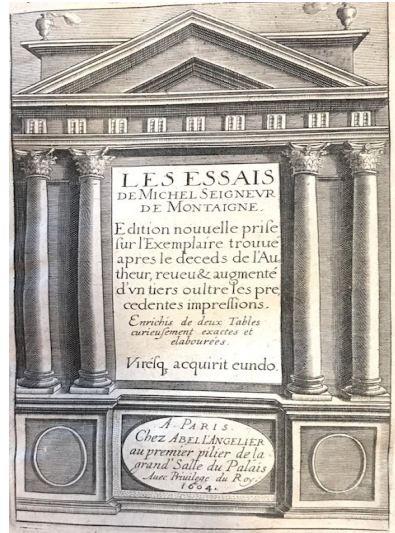 LES ESSAIS
DE MICHEL SEIGNEVR
DE MONTAIGNE.
Edition nouuelle prise
sur l'Exemplaire trouué
apres le deceds de l'Au
theur, reueu & augmenté
d'vn tiers oultre les pre
cedentes impressions.
Enrichis de deux Tables
curieusement exactes et
elabourées.
Virésq; acquirit eundo.
A PARIS.
Chez ABEL L'ANGELIER
au premier pilier de la
grand' Salle du Palais
Auec Priuilege du Roy.
1604.